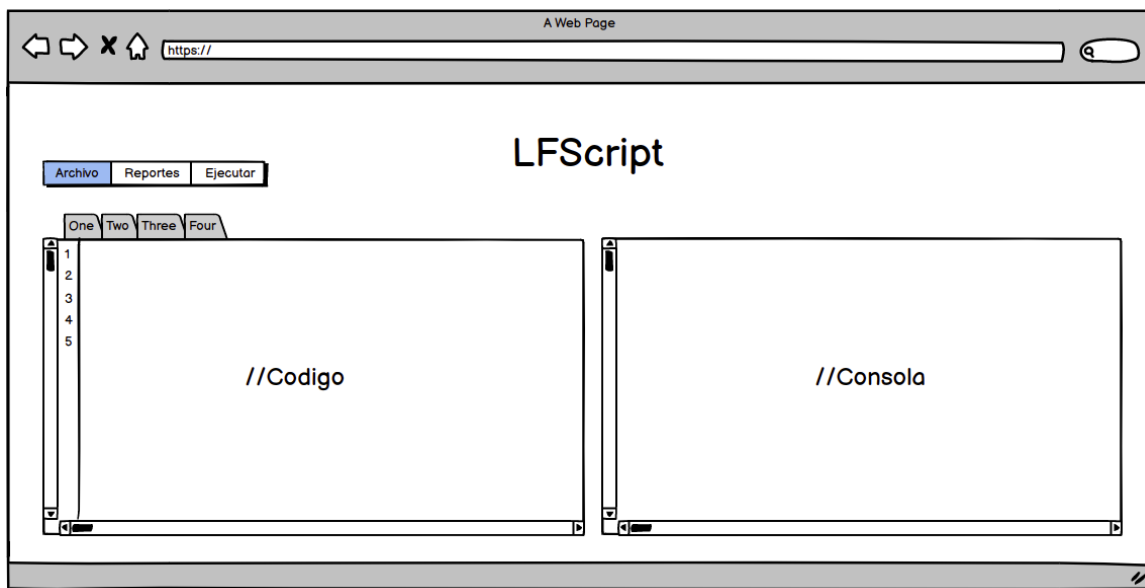 A Web Page
https://
LFScript
Archivo Reportes Ejecutar
One Two Three Four
1
2
3
4
5
//Codigo
//Consola